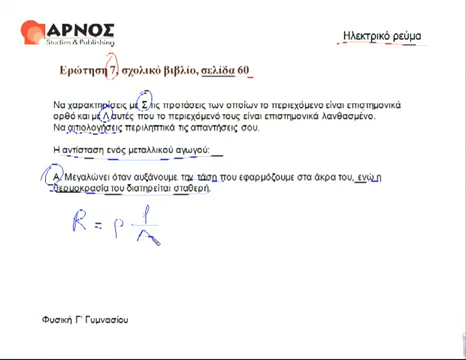 ΑΡΝΟΣ
Studies & Publishing
Ηλεκτρικό ρεύμα
Ερώτηση 7, σχολικό βιβλίο, σελίδα 60
Να χαρακτηρίσεις με Σ τις προτάσεις των οποίων το περιεχόμενο είναι επιστημονικά
ορθό και με Λ αυτές που το περιεχόμενό τους είναι επιστημονικά λανθασμένο.
Να αιτιολογήσεις περιληπτικά τις απαντήσεις σου.
Η αντίσταση ενός μεταλλικού αγωγού:
Α. Μεγαλώνει όταν αυξάνουμε την τάση που εφαρμόζουμε στα άκρα του, ενώ η
θερμοκρασία του διατηρείται σταθερή.
R = ρ l / A
Φυσική Γ' Γυμνασίου